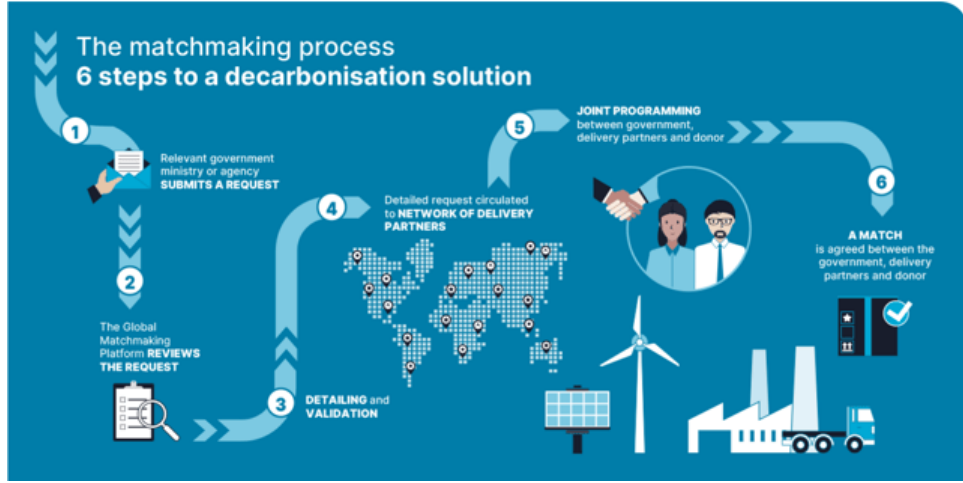 The matchmaking process
6 steps to a decarbonisation solution
1
Relevant government
ministry or agency
SUBMITS A REQUEST
2
The Global
Matchmaking
Platform REVIEWS
THE REQUEST
3
DETAILING and
VALIDATION
4
Detailed request circulated
to NETWORK OF DELIVERY
PARTNERS
5
JOINT PROGRAMMING
between government,
delivery partners and donor
6
A MATCH
is agreed between the
government, delivery
partners and donor